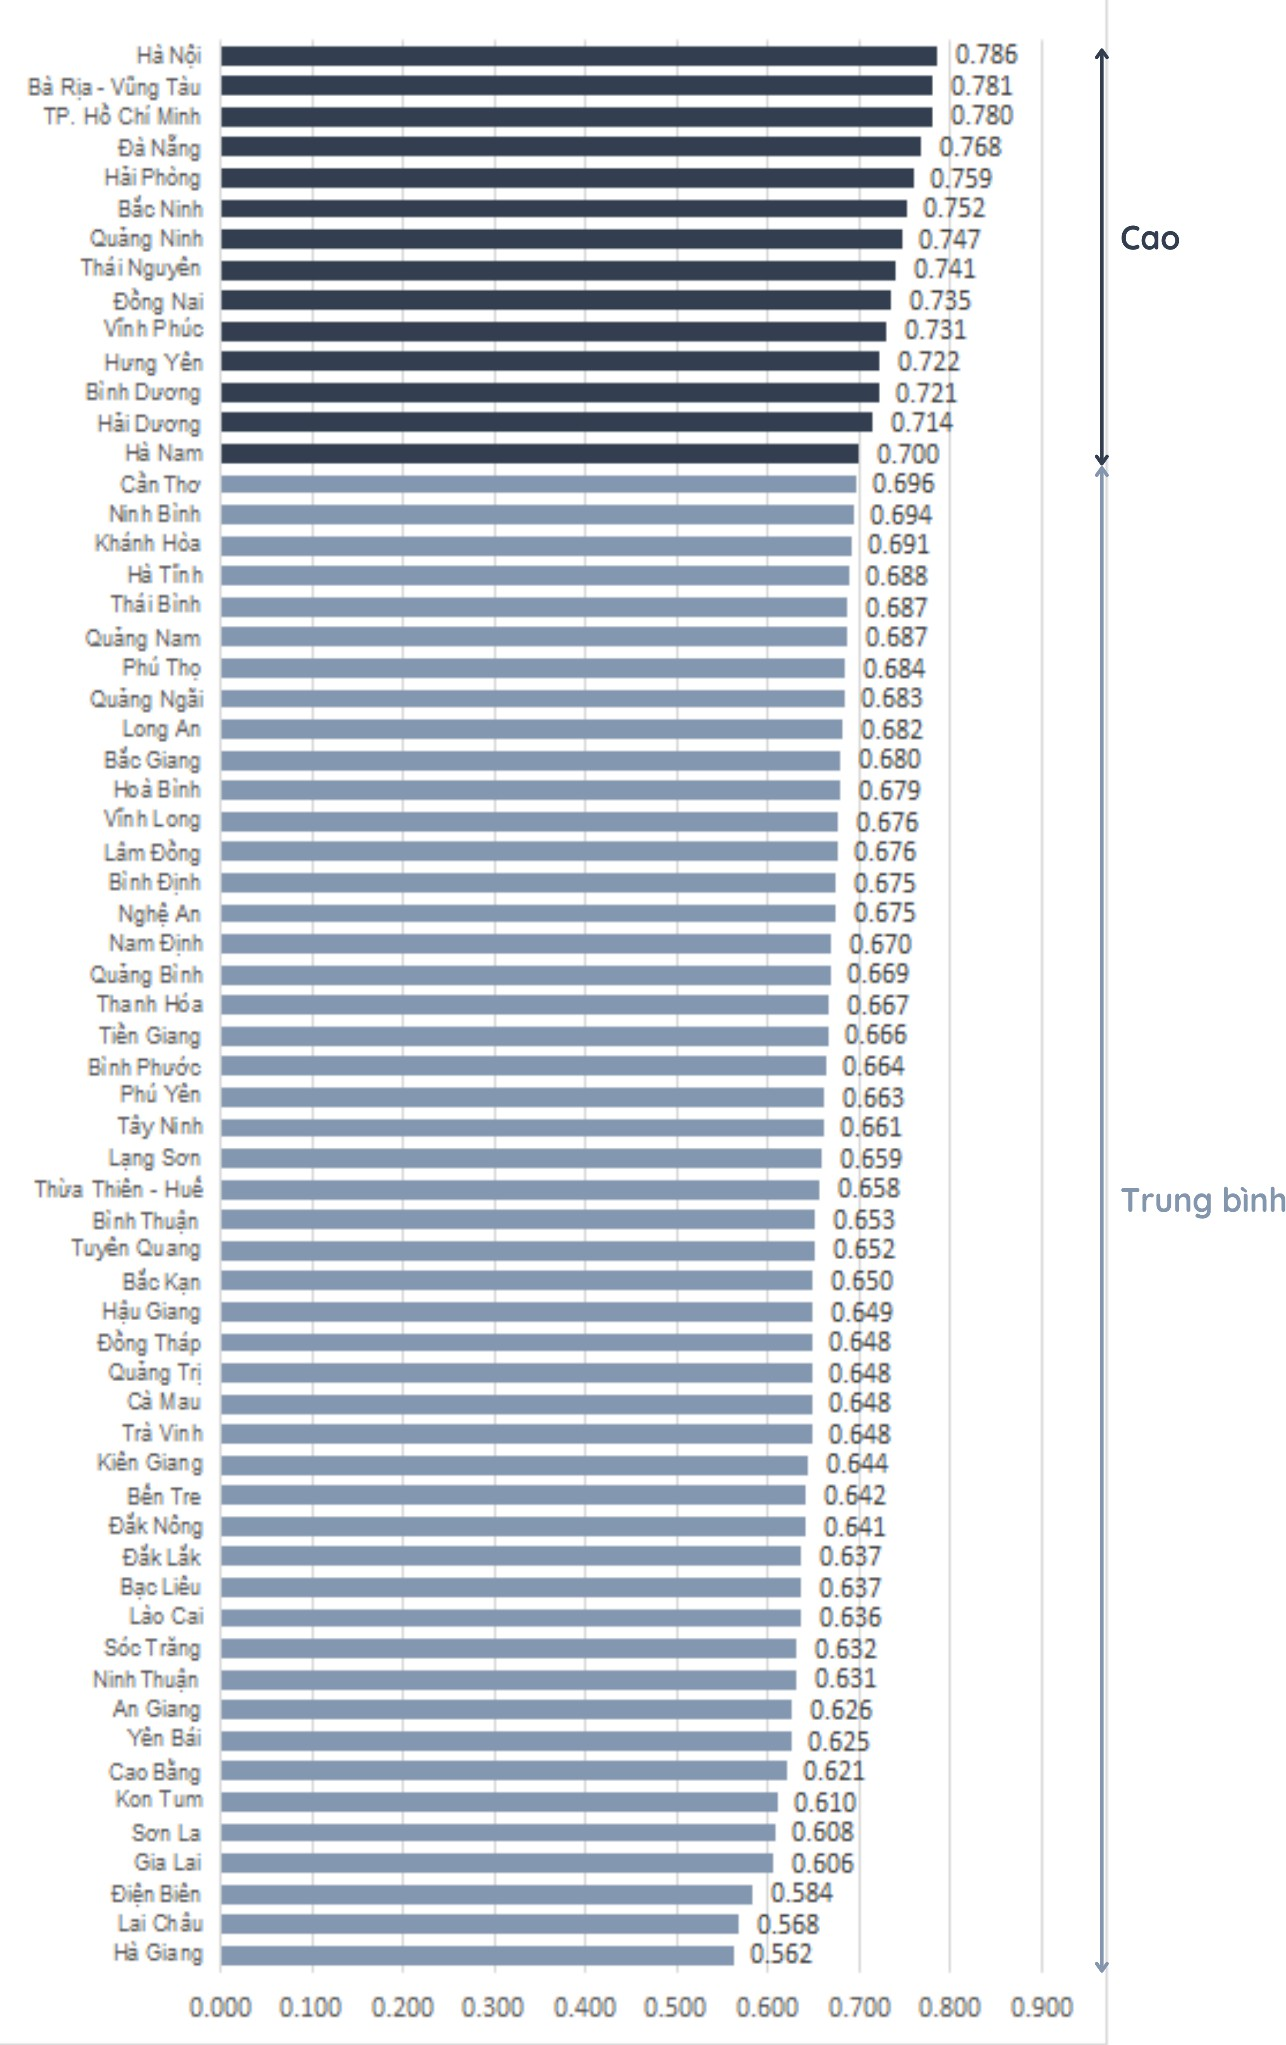 Hà Nội 0.786
Bà Rịa - Vũng Tàu 0.781
TP. Hồ Chí Minh 0.780
Đà Nẵng 0.768
Hải Phòng 0.759
Bắc Ninh 0.752
Quảng Ninh 0.747
Cao
Thái Nguyên 0.741
Đồng Nai 0.735
Vĩnh Phúc 0.731
Hưng Yên 0.722
Bình Dương 0.721
Hải Dương 0.714
Hà Nam 0.700
Cần Thơ 0.696
Ninh Bình 0.694
Khánh Hòa 0.691
Hà Tĩnh 0.688
Thái Bình 0.687
Quảng Nam 0.687
Phú Thọ 0.684
Quảng Ngãi 0.683
Long An 0.682
Bắc Giang 0.680
Hoà Bình 0.679
Vĩnh Long 0.676
Lâm Đồng 0.676
Bình Định 0.675
Nghệ An 0.675
Nam Định 0.670
Quảng Bình 0.669
Thanh Hóa 0.667
Tiền Giang 0.666
Bình Phước 0.664
Phú Yên 0.663
Tây Ninh 0.661
Lạng Sơn 0.659
Thừa Thiên - Huế 0.658
Trung bình
Bình Thuận 0.653
Tuyên Quang 0.652
Bắc Kạn 0.650
Hậu Giang 0.649
Đồng Tháp 0.648
Quảng Trị 0.648
Cà Mau 0.648
Trà Vinh 0.648
Kiên Giang 0.644
Bến Tre 0.642
Đắk Nông 0.641
Đắk Lắk 0.637
Bạc Liêu 0.637
Lào Cai 0.636
Sóc Trăng 0.632
Ninh Thuận 0.631
An Giang 0.626
Yên Bái 0.625
Cao Bằng 0.621
Kon Tum 0.610
Sơn La 0.608
Gia Lai 0.606
Điện Biên 0.584
Lai Châu 0.568
Hà Giang 0.562
0.000 0.100 0.200 0.300 0.400 0.500 0.600 0.700 0.800 0.900